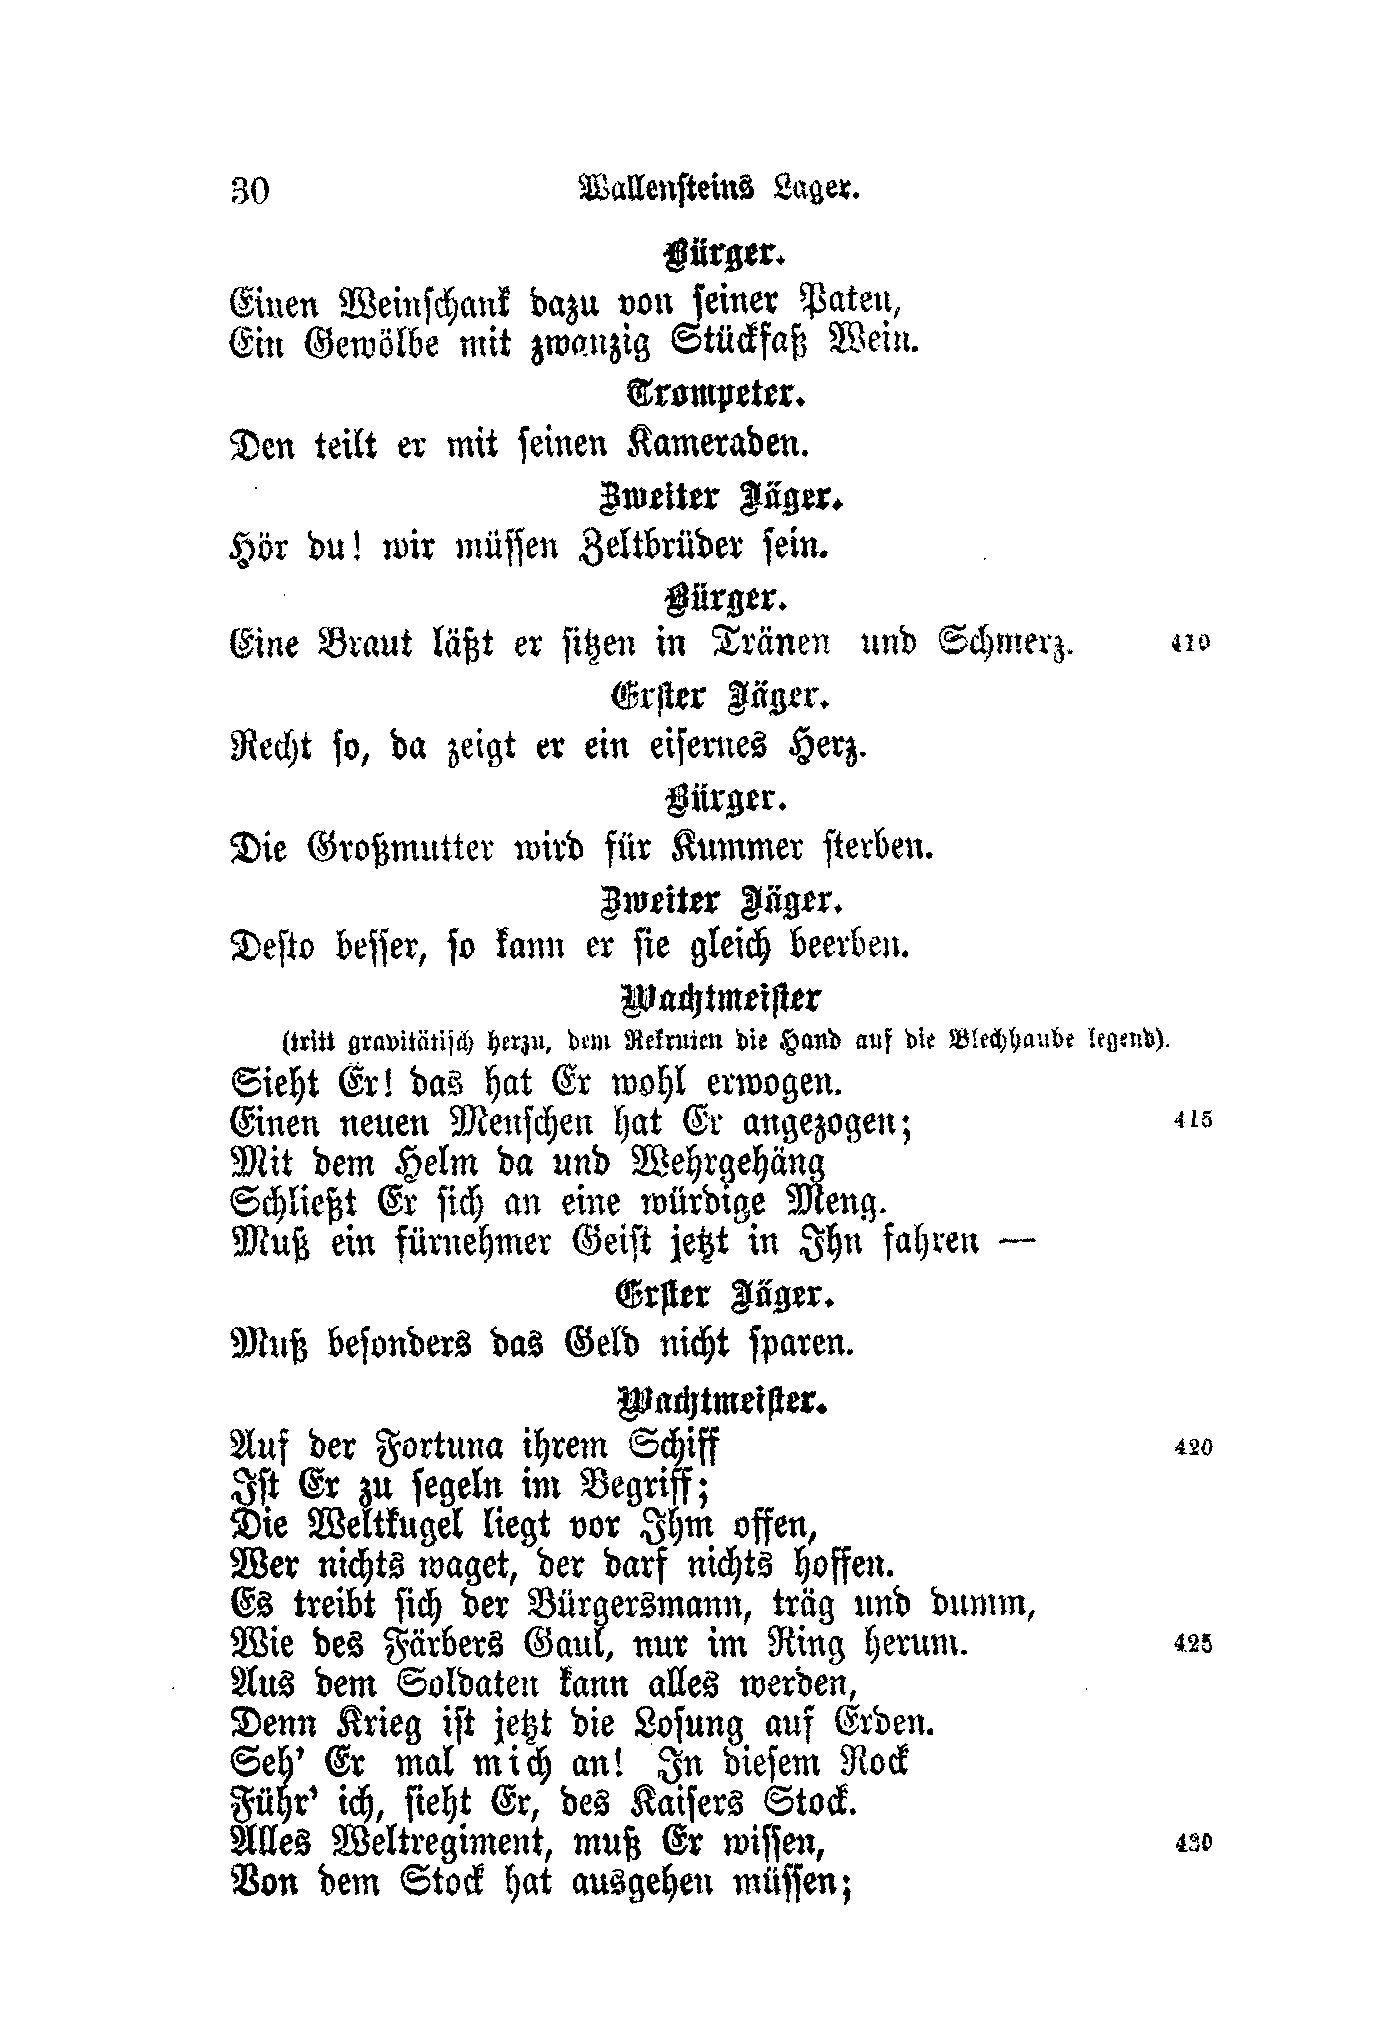 30 Wallensteins Lager.
Bürger.
Einen Weinschank dazu von seiner Paten,
Ein Gewölbe mit zwanzig Stückfaß Wein.
Trompeter.
Den teilt er mit seinen Kameraden.
Zweiter Jäger.
Hör du! wir müssen Zeltbrüder sein.
Bürger.
Eine Braut läßt er sitzen in Tränen und Schmerz. 410
Erster Jäger.
Recht so, da zeigt er ein eisernes Herz.
Bürger.
Die Großmutter wird für Kummer sterben.
Zweiter Jäger.
Desto besser, so kann er sie gleich beerben.
Wachtmeister
(tritt gravitätisch herzu, dem Rekruten die Hand auf die Blechhaube legend).
Sieht Er! das hat Er wohl erwogen.
Einen neuen Menschen hat Er angezogen; 415
Mit dem Helm da und Wehrgehäng
Schließt Er sich an eine würdige Meng.
Muß ein fürnehmer Geist jetzt in Ihn fahren —
Erster Jäger.
Muß besonders das Geld nicht sparen.
Wachtmeister.
Auf der Fortuna ihrem Schiff 420
Ist Er zu segeln im Begriff;
Die Weltkugel liegt vor Ihm offen,
Wer nichts waget, der darf nichts hoffen.
Es treibt sich der Bürgersmann, träg und dumm,
Wie des Färbers Gaul, nur im Ring herum. 425
Aus dem Soldaten kann alles werden,
Denn Krieg ist jetzt die Losung auf Erden.
Seh' Er mal mich an! In diesem Rock
Führ' ich, sieht Er, des Kaisers Stock.
Alles Weltregiment, muß Er wissen, 430
Von dem Stock hat ausgehen müssen;